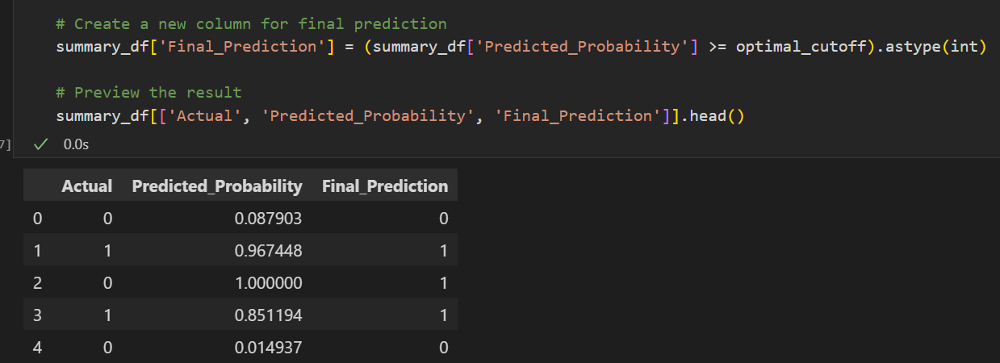 # Create a new column for final prediction
summary_df['Final_Prediction'] = (summary_df['Predicted_Probability'] >= optimal_cutoff).astype(int)
# Preview the result
summary_df[['Actual', 'Predicted_Probability', 'Final_Prediction']].head()
7] ✓ 0.0s
Actual Predicted_Probability Final_Prediction
0 0 0.087903 0
1 1 0.967448 1
2 0 1.000000 1
3 1 0.851194 1
4 0 0.014937 0